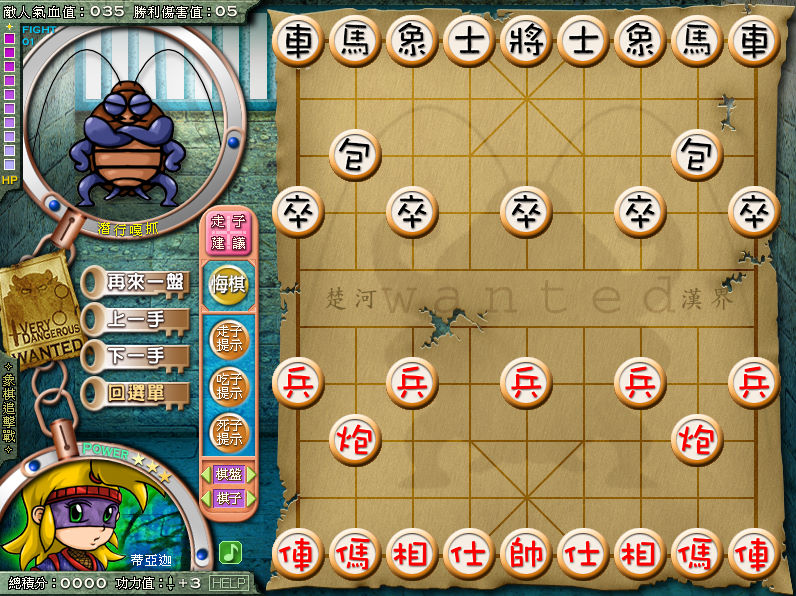 敵人氣血值：035 勝利傷害值：05
FIGHT
01
HP
潛行嘎抓
走子
建議
悔棋
再來一盤
上一手
下一手
回選單
走子
提示
吃子
提示
死子
提示
棋盤
棋子
VERY
DANGEROUS
WANTED
象棋追擊戰
POWER
蒂亞迦
總積分：0000 功力值：+3 HELP
車 馬 象 士 將 士 象 馬 車
包 包
卒 卒 卒 卒 卒
楚河 wanted 漢界
兵 兵 兵 兵 兵
炮 炮
俥 傌 相 仕 帥 仕 相 傌 俥